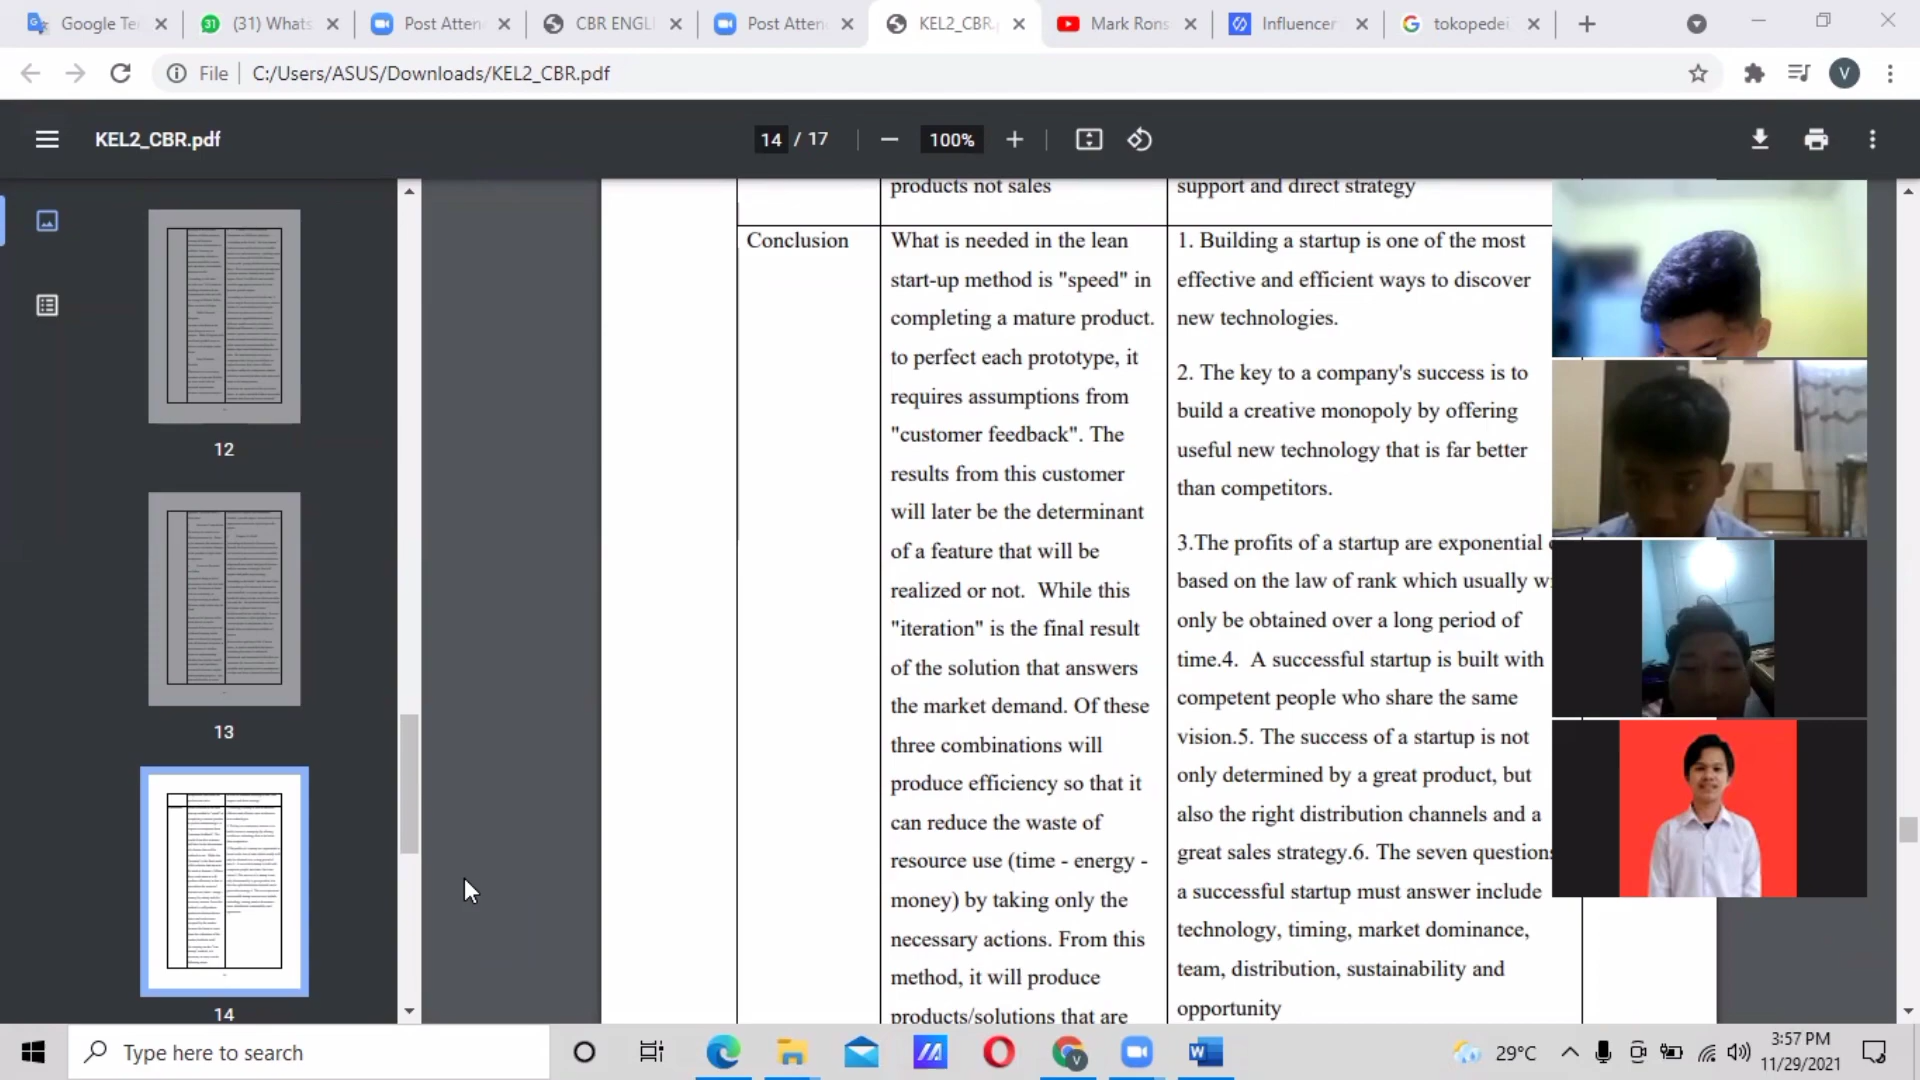 Google Te
(31) Whats
Post Atten
CBR ENGL
Post Atten
KEL2_CBR.
Mark Rons
Influencer
tokopedei
File
C:/Users/ASUS/Downloads/KEL2_CBR.pdf
V
KEL2_CBR.pdf
14 / 17
100%
12
13
14
products not sales
support and direct strategy
Conclusion
What is needed in the lean
start-up method is "speed" in
completing a mature product.
to perfect each prototype, it
requires assumptions from
"customer feedback". The
results from this customer
will later be the determinant
of a feature that will be
realized or not. While this
"iteration" is the final result
of the solution that answers
the market demand. Of these
three combinations will
produce efficiency so that it
can reduce the waste of
resource use (time - energy -
money) by taking only the
necessary actions. From this
method, it will produce
products/solutions that are
1. Building a startup is one of the most
effective and efficient ways to discover
new technologies.
2. The key to a company's success is to
build a creative monopoly by offering
useful new technology that is far better
than competitors.
3.The profits of a startup are exponential
based on the law of rank which usually w
only be obtained over a long period of
time.4. A successful startup is built with
competent people who share the same
vision.5. The success of a startup is not
only determined by a great product, but
also the right distribution channels and a
great sales strategy.6. The seven questions
a successful startup must answer include
technology, timing, market dominance,
team, distribution, sustainability and
opportunity
Type here to search
29°C
3:57 PM
11/29/2021